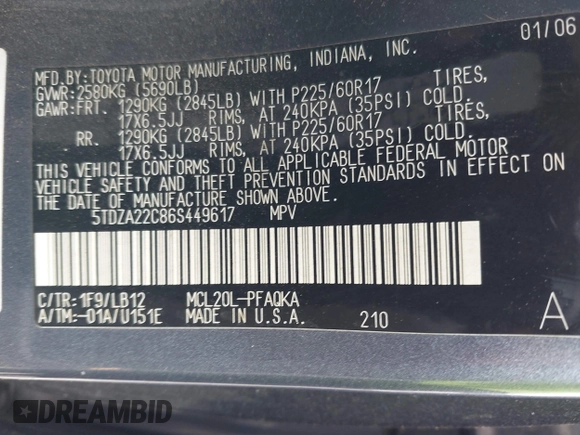 01/06
MFD.BY:TOYOTA MOTOR MANUFACTURING, INDIANA, INC.
GVWR:2580KG (5690LB)
GAWR:FRT. 1290KG (2845LB) WITH P225/60R17 TIRES,
17X6.5JJ RIMS, AT 240KPA (35PSI) COLD.
RR. 1290KG (2845LB) WITH P225/60R17 TIRES,
17X6.5JJ RIMS, AT 240KPA (35PSI) COLD.
THIS VEHICLE CONFORMS TO ALL APPLICABLE FEDERAL MOTOR
VEHICLE SAFETY AND THEFT PREVENTION STANDARDS IN EFFECT ON
THE DATE OF MANUFACTURE SHOWN ABOVE.
5TDZA22C86S449617 MPV
C/TR:1F9/LB12 MCL20L-PFAQKA
A/TM:-01A/U151E MADE IN U.S.A. 210 A
DREAMBID